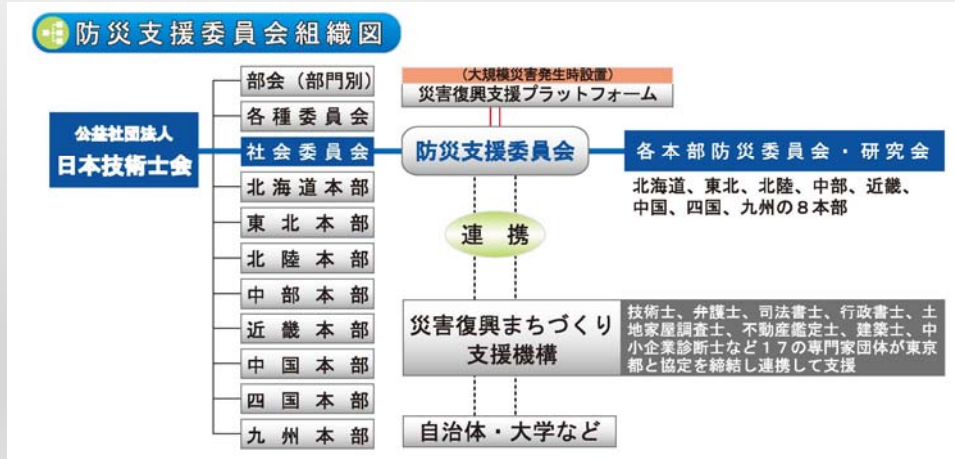 防災支援委員会組織図
公益社団法人
日本技術士会
部会（部門別）
各種委員会
社会委員会
北海道本部
東北本部
北陸本部
中部本部
近畿本部
中国本部
四国本部
九州本部
（大規模災害発生時設置）
災害復興支援プラットフォーム
防災支援委員会
連携
災害復興まちづくり
支援機構
自治体・大学など
各本部防災委員会・研究会
北海道、東北、北陸、中部、近畿、
中国、四国、九州の８本部
技術士、弁護士、司法書士、行政書士、土
地家屋調査士、不動産鑑定士、建築士、中
小企業診断士など１７の専門家団体が東京
都と協定を締結し連携して支援